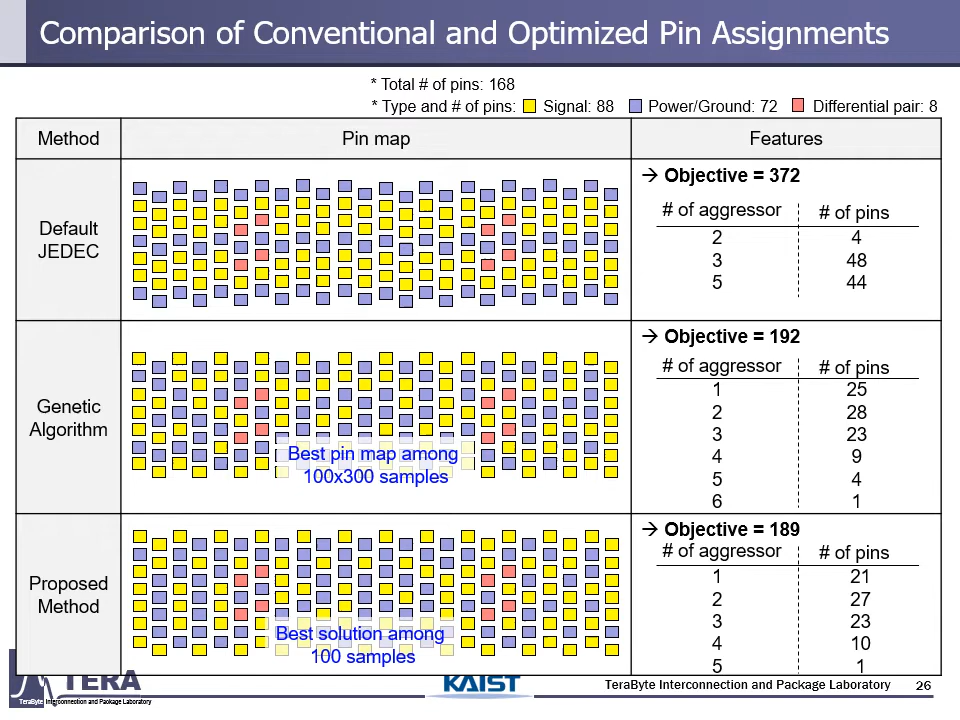 Comparison of Conventional and Optimized Pin Assignments
* Total # of pins: 168
* Type and # of pins: Signal: 88 Power/Ground: 72 Differential pair: 8
Method Pin map Features
Default
JEDEC
→ Objective = 372
# of aggressor # of pins
2 4
3 48
5 44
Genetic
Algorithm
Best pin map among
100x300 samples
→ Objective = 192
# of aggressor # of pins
1 25
2 28
3 23
4 9
5 4
6 1
Proposed
Method
Best solution among
100 samples
→ Objective = 189
# of aggressor # of pins
1 21
2 27
3 23
4 10
5 1
TERA
TeraByte Interconnection and Package Laboratory
KAIST
TeraByte Interconnection and Package Laboratory 26